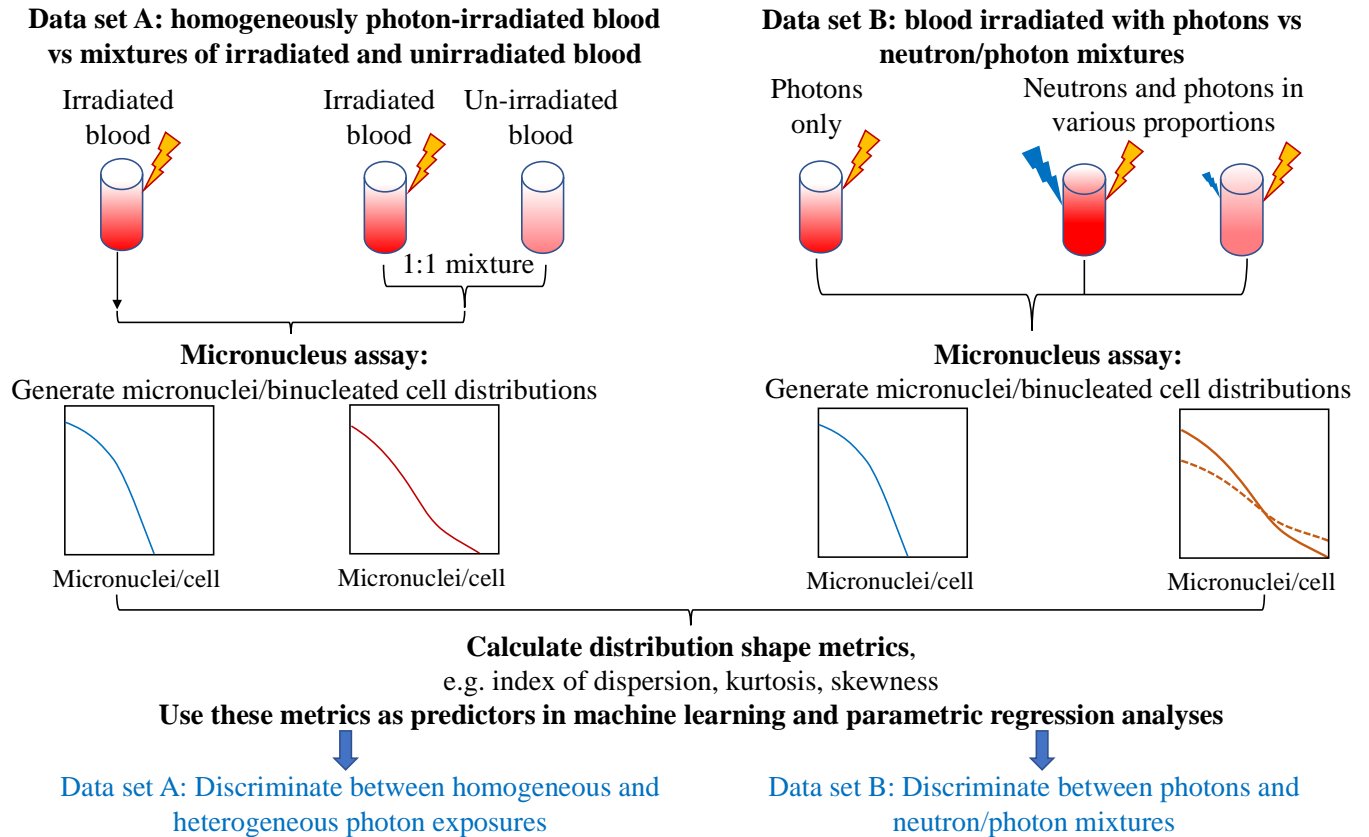 Data set A: homogeneously photon-irradiated blood
vs mixtures of irradiated and unirradiated blood
Irradiated
blood
Irradiated
blood
Un-irradiated
blood
1:1 mixture
Micronucleus assay:
Generate micronuclei/binucleated cell distributions
Micronuclei/cell
Micronuclei/cell
Data set B: blood irradiated with photons vs
neutron/photon mixtures
Photons
only
Neutrons and photons in
various proportions
Micronucleus assay:
Generate micronuclei/binucleated cell distributions
Micronuclei/cell
Micronuclei/cell
Calculate distribution shape metrics,
e.g. index of dispersion, kurtosis, skewness
Use these metrics as predictors in machine learning and parametric regression analyses
Data set A: Discriminate between homogeneous and
heterogeneous photon exposures
Data set B: Discriminate between photons and
neutron/photon mixtures